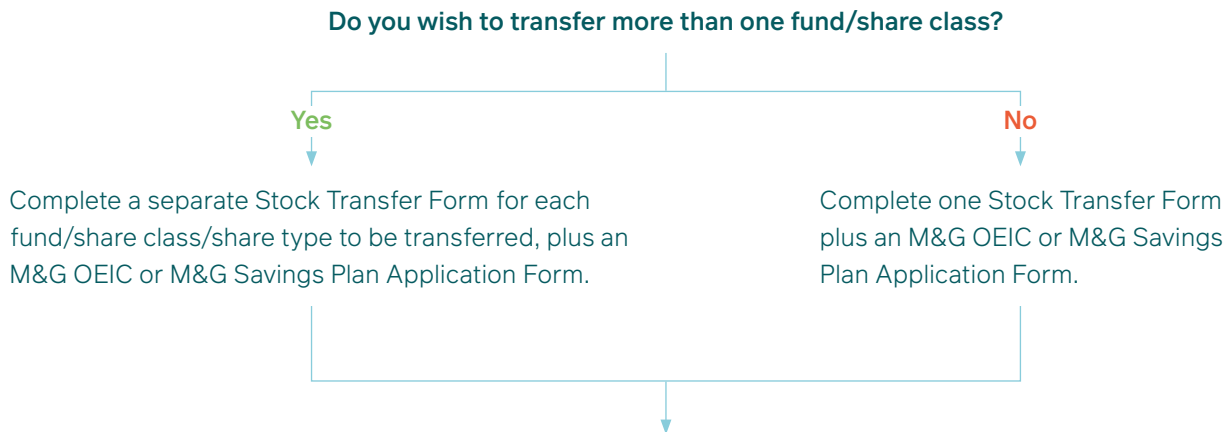 Do you wish to transfer more than one fund/share class?
Yes
No
Complete a separate Stock Transfer Form for each
fund/share class/share type to be transferred, plus an
M&G OEIC or M&G Savings Plan Application Form.
Complete one Stock Transfer Form
plus an M&G OEIC or M&G Savings
Plan Application Form.